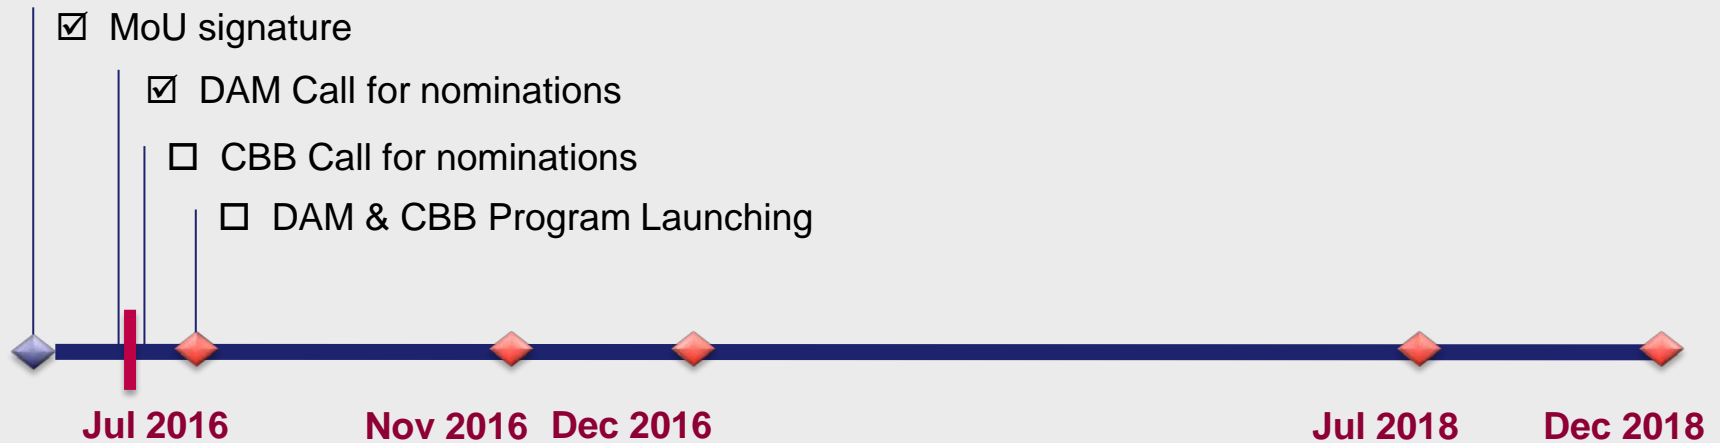 ☑ MoU signature
☑ DAM Call for nominations
☐ CBB Call for nominations
☐ DAM & CBB Program Launching
Jul 2016 Nov 2016 Dec 2016 Jul 2018 Dec 2018